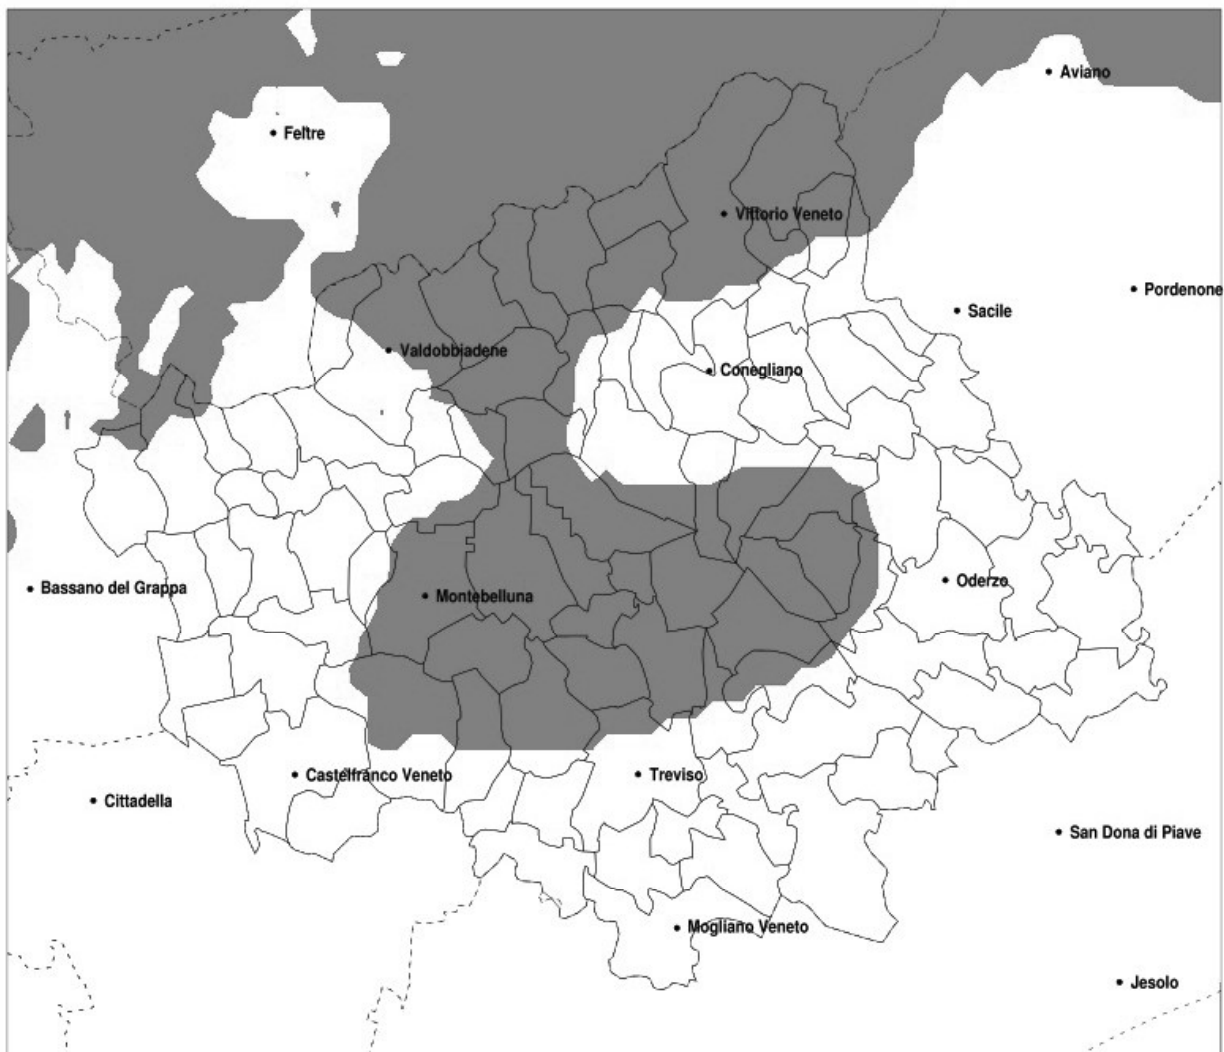 Aviano
Feltre
Vittorio Veneto
Pordenone
Sacile
Valdobbiadene
Conegliano
Oderzo
Bassano del Grappa
Montebelluna
Castelfranco Veneto
Treviso
Cittadella
San Dona di Piave
Mogliano Veneto
Jesolo